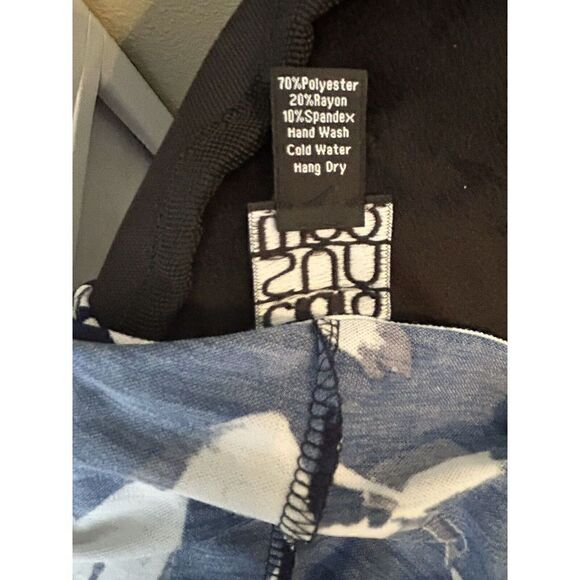 70%Polyester
20%Rayon
10%Spandex
Hand Wash
Cold Water
Hang Dry